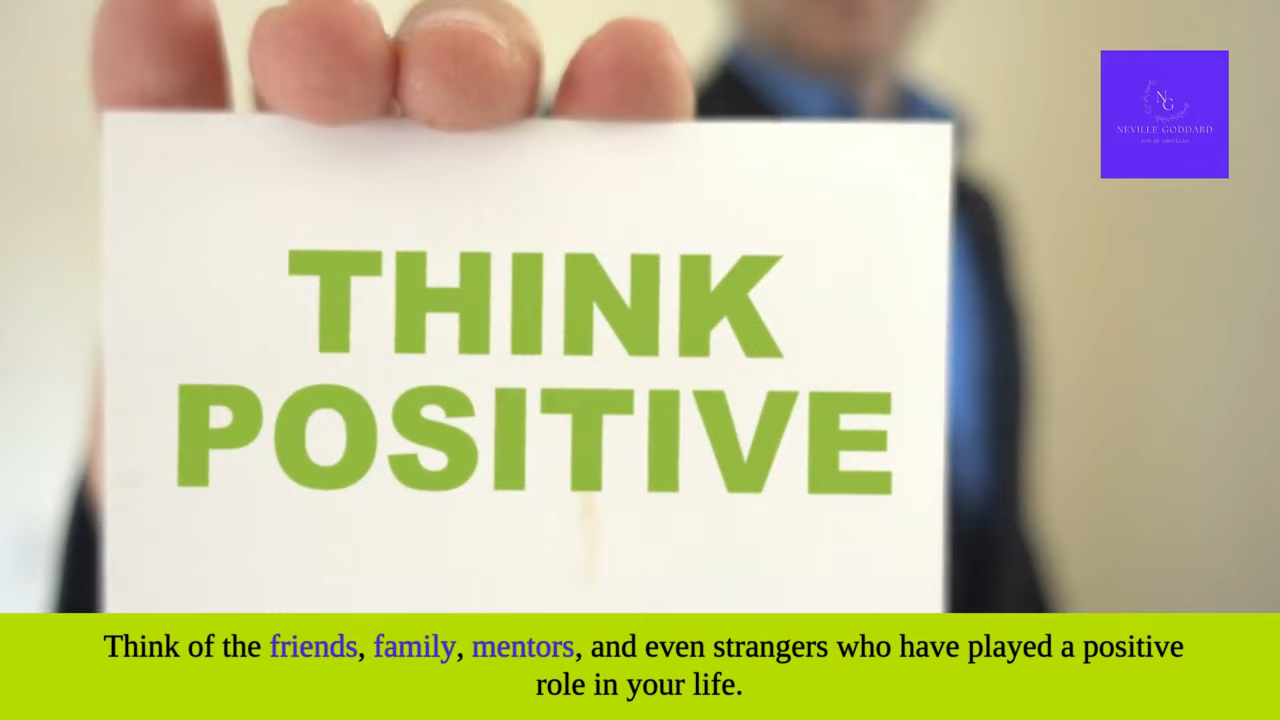 NG
NEVILLE GODDARD
THINK
POSITIVE
Think of the friends, family, mentors, and even strangers who have played a positive
role in your life.